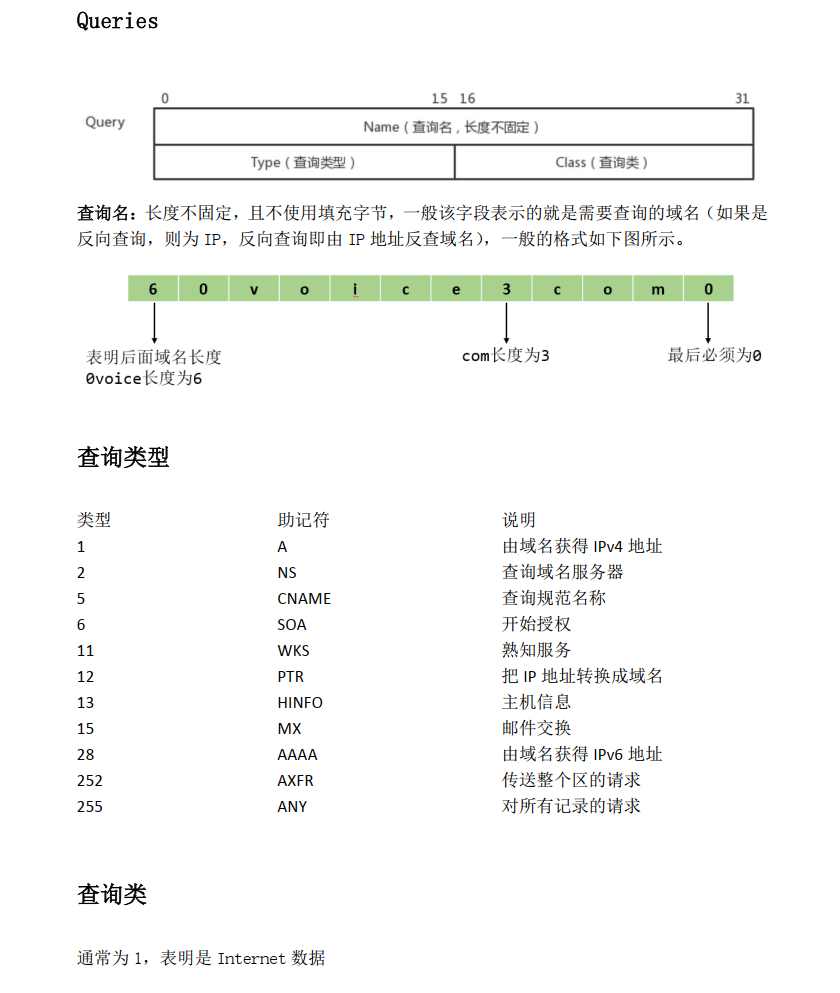 Queries
0 15 16 31
Query
Name（查询名，长度不固定）
Type（查询类型） Class（查询类）
查询名：长度不固定，且不使用填充字节，一般该字段表示的就是需要查询的域名（如果是
反向查询，则为 IP，反向查询即由 IP 地址反查域名），一般的格式如下图所示。
6 0 v o i c e 3 c o m 0
表明后面域名长度
0voice长度为6
com长度为3
最后必须为0
查询类型
类型 助记符 说明
1 A 由域名获得 IPv4 地址
2 NS 查询域名服务器
5 CNAME 查询规范名称
6 SOA 开始授权
11 WKS 熟知服务
12 PTR 把 IP 地址转换成域名
13 HINFO 主机信息
15 MX 邮件交换
28 AAAA 由域名获得 IPv6 地址
252 AXFR 传送整个区的请求
255 ANY 对所有记录的请求
查询类
通常为 1，表明是 Internet 数据